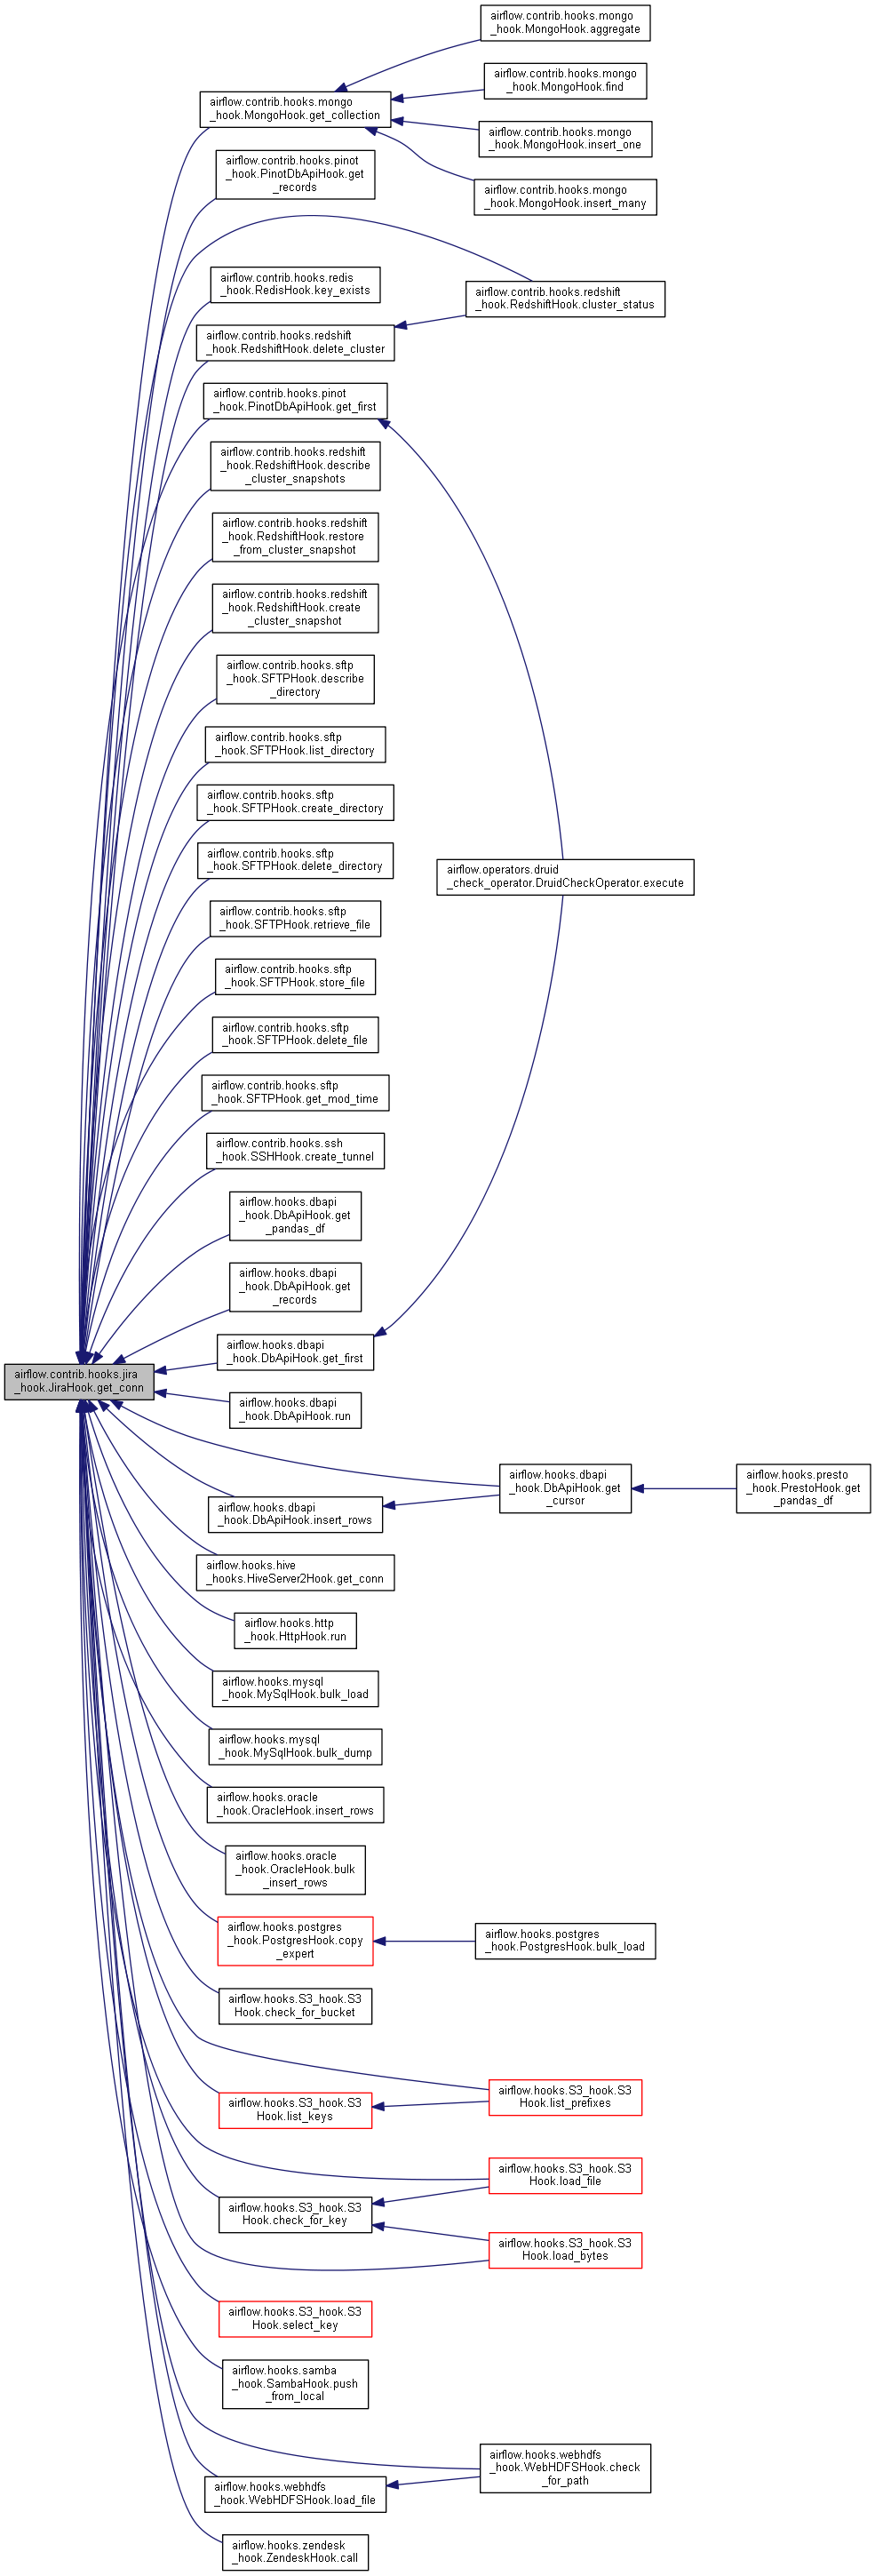 airflow.contrib.hooks.mongo
_hook.MongoHook.aggregate
airflow.contrib.hooks.mongo
_hook.MongoHook.find
airflow.contrib.hooks.mongo
_hook.MongoHook.get_collection
airflow.contrib.hooks.mongo
_hook.MongoHook.insert_one
airflow.contrib.hooks.pinot
_hook.PinotDbApiHook.get
_records
airflow.contrib.hooks.mongo
_hook.MongoHook.insert_many
airflow.contrib.hooks.redis
_hook.RedisHook.key_exists
airflow.contrib.hooks.redshift
_hook.RedshiftHook.cluster_status
airflow.contrib.hooks.redshift
_hook.RedshiftHook.delete_cluster
airflow.contrib.hooks.pinot
_hook.PinotDbApiHook.get_first
airflow.contrib.hooks.redshift
_hook.RedshiftHook.describe
_cluster_snapshots
airflow.contrib.hooks.redshift
_hook.RedshiftHook.restore
_from_cluster_snapshot
airflow.contrib.hooks.redshift
_hook.RedshiftHook.create
_cluster_snapshot
airflow.contrib.hooks.sftp
_hook.SFTPHook.describe
_directory
airflow.contrib.hooks.sftp
_hook.SFTPHook.list_directory
airflow.contrib.hooks.sftp
_hook.SFTPHook.create_directory
airflow.contrib.hooks.sftp
_hook.SFTPHook.delete_directory
airflow.operators.druid
_check_operator.DruidCheckOperator.execute
airflow.contrib.hooks.sftp
_hook.SFTPHook.retrieve_file
airflow.contrib.hooks.sftp
_hook.SFTPHook.store_file
airflow.contrib.hooks.sftp
_hook.SFTPHook.delete_file
airflow.contrib.hooks.sftp
_hook.SFTPHook.get_mod_time
airflow.contrib.hooks.ssh
_hook.SSHHook.create_tunnel
airflow.hooks.dbapi
_hook.DbApiHook.get
_pandas_df
airflow.hooks.dbapi
_hook.DbApiHook.get
_records
airflow.hooks.dbapi
_hook.DbApiHook.get_first
airflow.contrib.hooks.jira
_hook.JiraHook.get_conn
airflow.hooks.dbapi
_hook.DbApiHook.run
airflow.hooks.dbapi
_hook.DbApiHook.get
_cursor
airflow.hooks.presto
_hook.PrestoHook.get
_pandas_df
airflow.hooks.dbapi
_hook.DbApiHook.insert_rows
airflow.hooks.hive
_hooks.HiveServer2Hook.get_conn
airflow.hooks.http
_hook.HttpHook.run
airflow.hooks.mysql
_hook.MySqlHook.bulk_load
airflow.hooks.mysql
_hook.MySqlHook.bulk_dump
airflow.hooks.oracle
_hook.OracleHook.insert_rows
airflow.hooks.oracle
_hook.OracleHook.bulk
_insert_rows
airflow.hooks.postgres
_hook.PostgresHook.copy
_expert
airflow.hooks.postgres
_hook.PostgresHook.bulk_load
airflow.hooks.S3_hook.S3
Hook.check_for_bucket
airflow.hooks.S3_hook.S3
Hook.list_prefixes
airflow.hooks.S3_hook.S3
Hook.list_keys
airflow.hooks.S3_hook.S3
Hook.load_file
airflow.hooks.S3_hook.S3
Hook.check_for_key
airflow.hooks.S3_hook.S3
Hook.load_bytes
airflow.hooks.S3_hook.S3
Hook.select_key
airflow.hooks.samba
_hook.SambaHook.push
_from_local
airflow.hooks.webhdfs
_hook.WebHDFSHook.check
_for_path
airflow.hooks.webhdfs
_hook.WebHDFSHook.load_file
airflow.hooks.zendesk
_hook.ZendeskHook.call